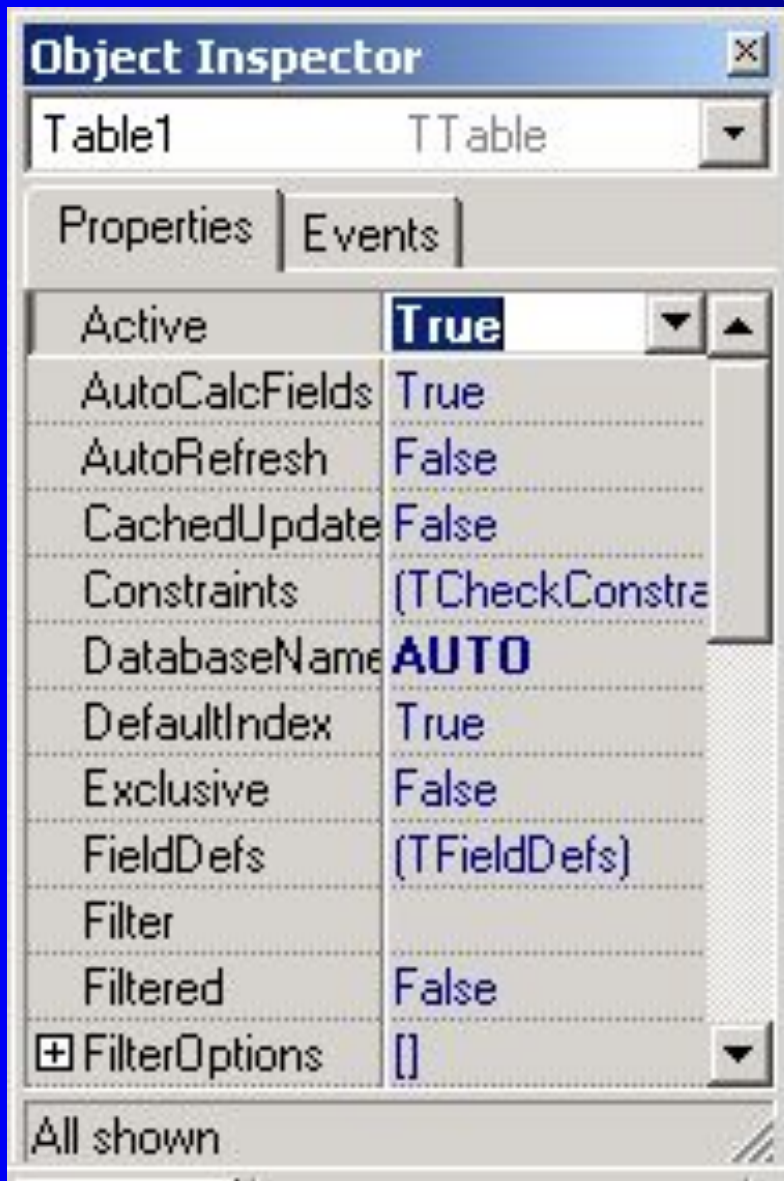 Object Inspector
Table1 TTable
Properties Events
Active True
AutoCalcFields True
AutoRefresh False
CachedUpdate False
Constraints (TCheckConstra
DatabaseName AUTO
DefaultIndex True
Exclusive False
FieldDefs (TFieldDefs)
Filter
Filtered False
FilterOptions []
All shown